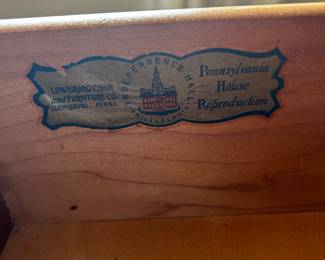 LEWISBURG CHAIR
and FURNITURE CO.
LEWISBURG, PENNA.
INDEPENDENCE HALL
PHILADELPHIA
Pennsylvania
House
Reproduction